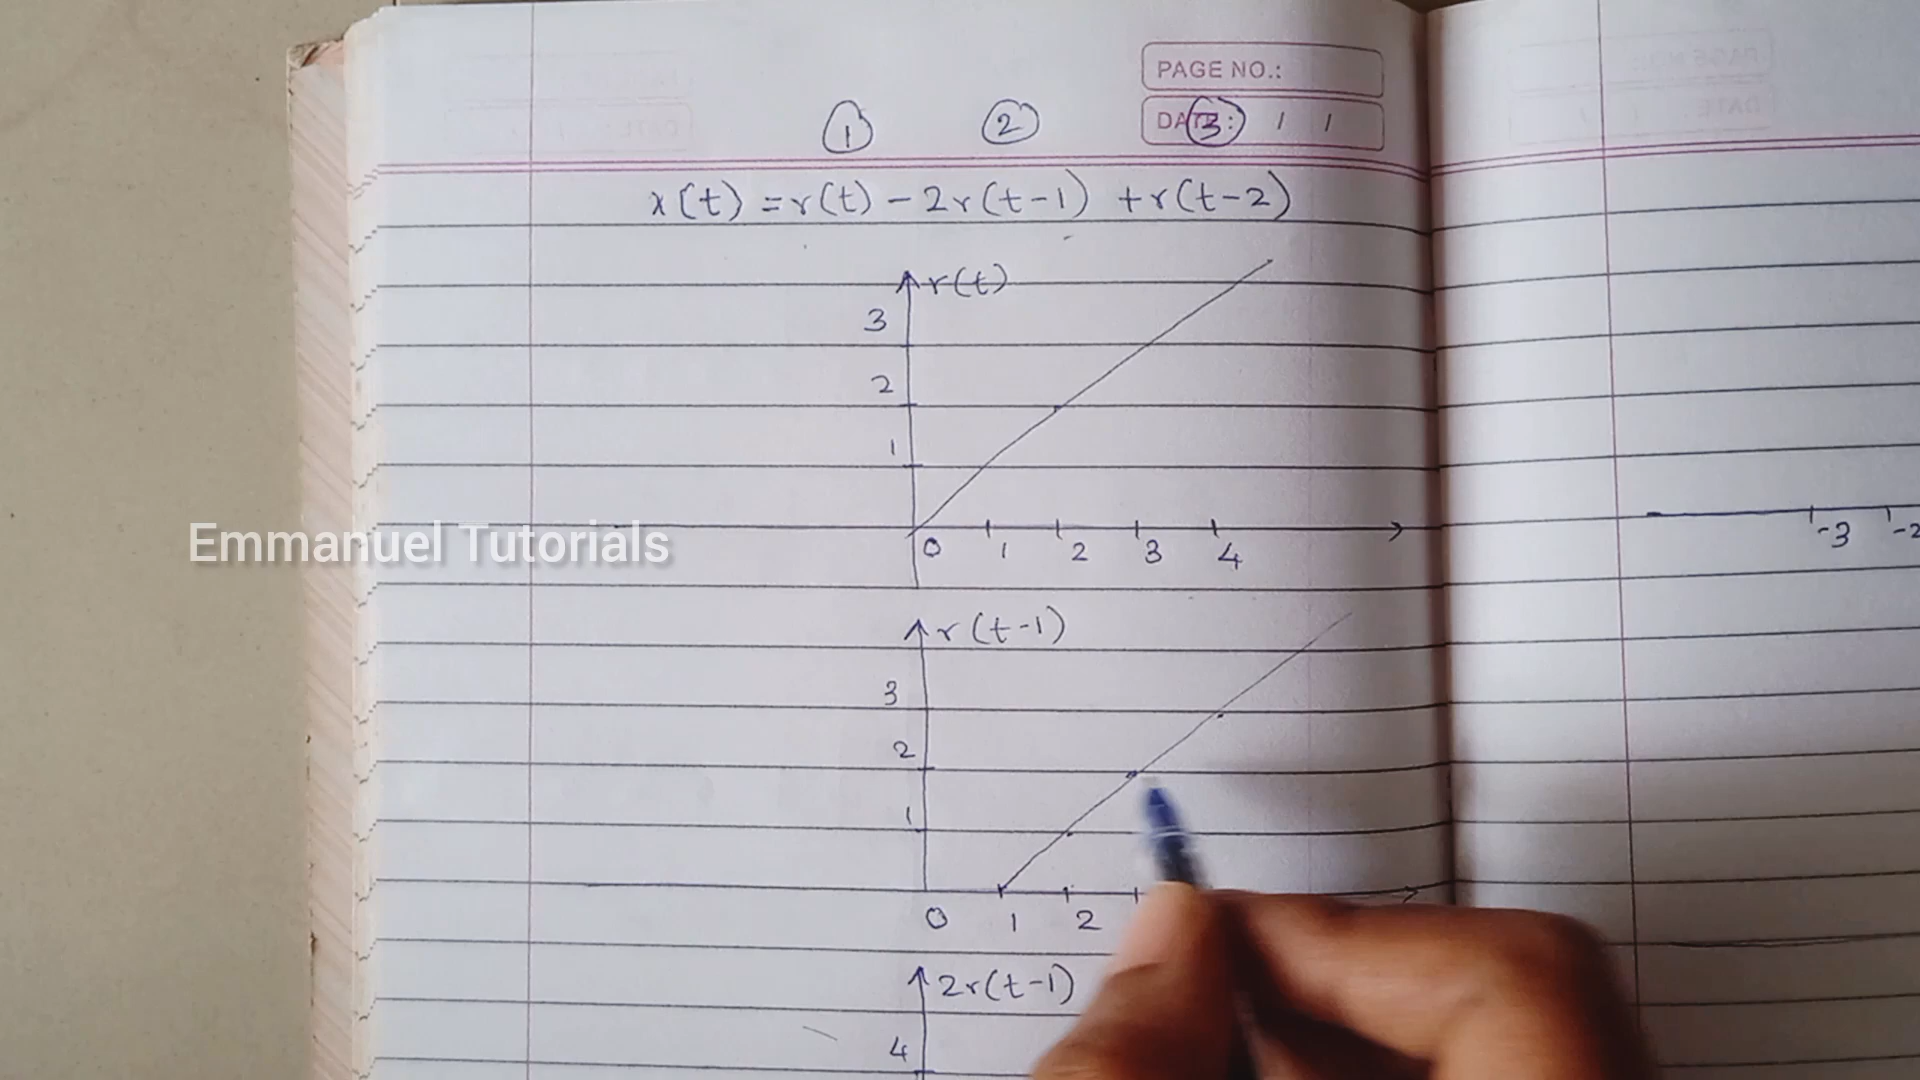 PAGE NO.:
1 2 3
DATE: / /
x(t) = r(t) - 2r(t-1) + r(t-2)
r(t)
3
2
1
0 1 2 3 4
-3 -2
Emmanuel Tutorials
r(t-1)
3
2
1
0 1 2
2r(t-1)
4